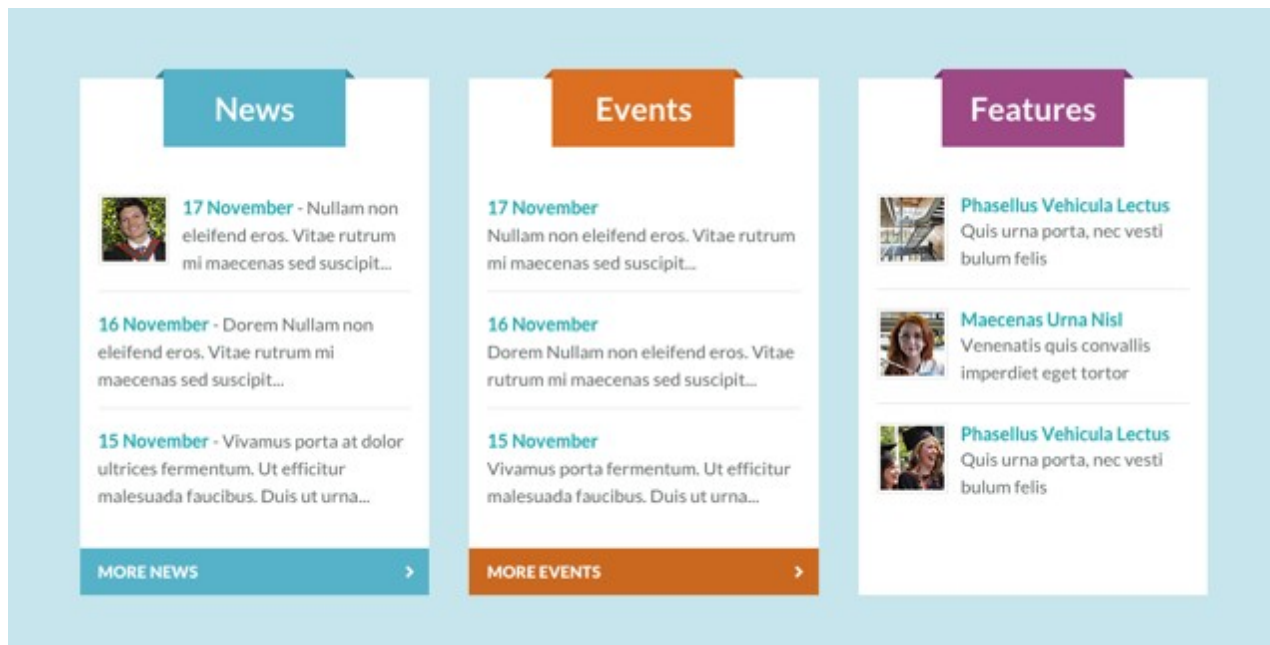 News
17 November - Nullam non
eleifend eros. Vitae rutrum
mi maecenas sed suscipit...
16 November - Dorem Nullam non
eleifend eros. Vitae rutrum mi
maecenas sed suscipit...
15 November - Vivamus porta at dolor
ultrices fermentum. Ut efficitur
malesuada faucibus. Duis ut urna...
MORE NEWS
Events
17 November
Nullam non eleifend eros. Vitae rutrum
mi maecenas sed suscipit...
16 November
Dorem Nullam non eleifend eros. Vitae
rutrum mi maecenas sed suscipit...
15 November
Vivamus porta fermentum. Ut efficitur
malesuada faucibus. Duis ut urna...
MORE EVENTS
Features
Phasellus Vehicula Lectus
Quis urna porta, nec vesti
bulum felis
Maecenas Urna Nisl
Venenatis quis convallis
imperdiet eget tortor
Phasellus Vehicula Lectus
Quis urna porta, nec vesti
bulum felis